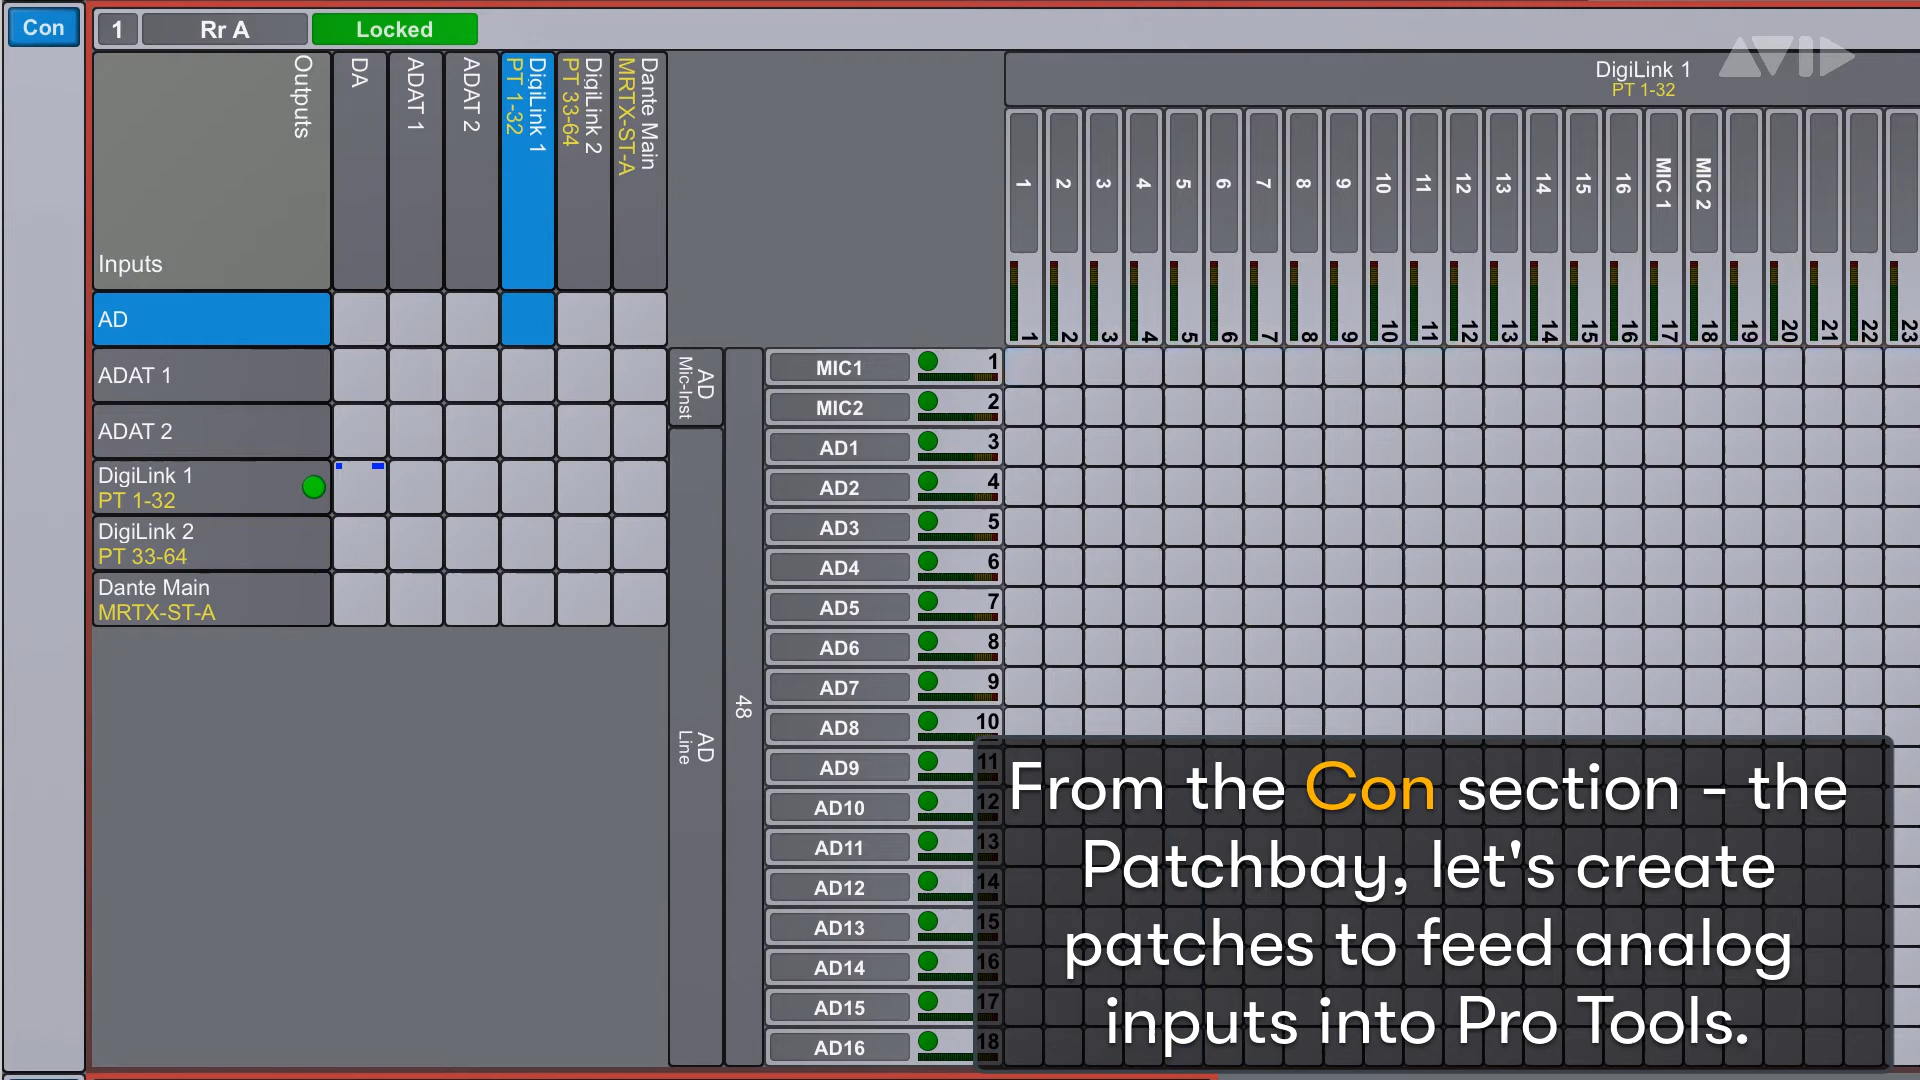 Con
1
Rr A
Locked
AVID
Outputs
Inputs
DA
ADAT 1
ADAT 2
DigiLink 1
PT 1-32
DigiLink 2
PT 33-64
Dante Main
MRTX-ST-A
AD
ADAT 1
ADAT 2
DigiLink 1
PT 1-32
DigiLink 2
PT 33-64
Dante Main
MRTX-ST-A
DigiLink 1
PT 1-32
1 2 3 4 5 6 7 8 9 10 11 12 13 14 15 16 MIC 1 MIC 2
1 2 3 4 5 6 7 8 9 10 11 12 13 14 15 16 17 18 19 20 21 22 23
AD
Mic-Inst
AD
Line
48
MIC1 1
MIC2 2
AD1 3
AD2 4
AD3 5
AD4 6
AD5 7
AD6 8
AD7 9
AD8 10
AD9 11
AD10 12
AD11 13
AD12 14
AD13 15
AD14 16
AD15 17
AD16 18
From the Con section - the
Patchbay, let's create
patches to feed analog
inputs into Pro Tools.